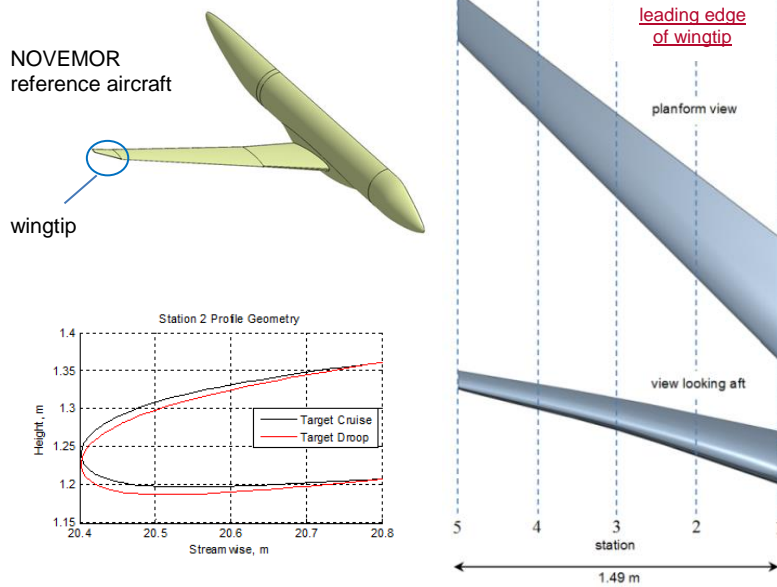 NOVEMOR
reference aircraft
wingtip
leading edge
of wingtip
planform view
view looking aft
Station 2 Profile Geometry
1.4
1.35
1.3
1.25
1.2
1.15
Height, m
Target Cruise
Target Droop
20.4 20.5 20.6 20.7 20.8
Streamwise, m
5 4 3 2
station
1.49 m